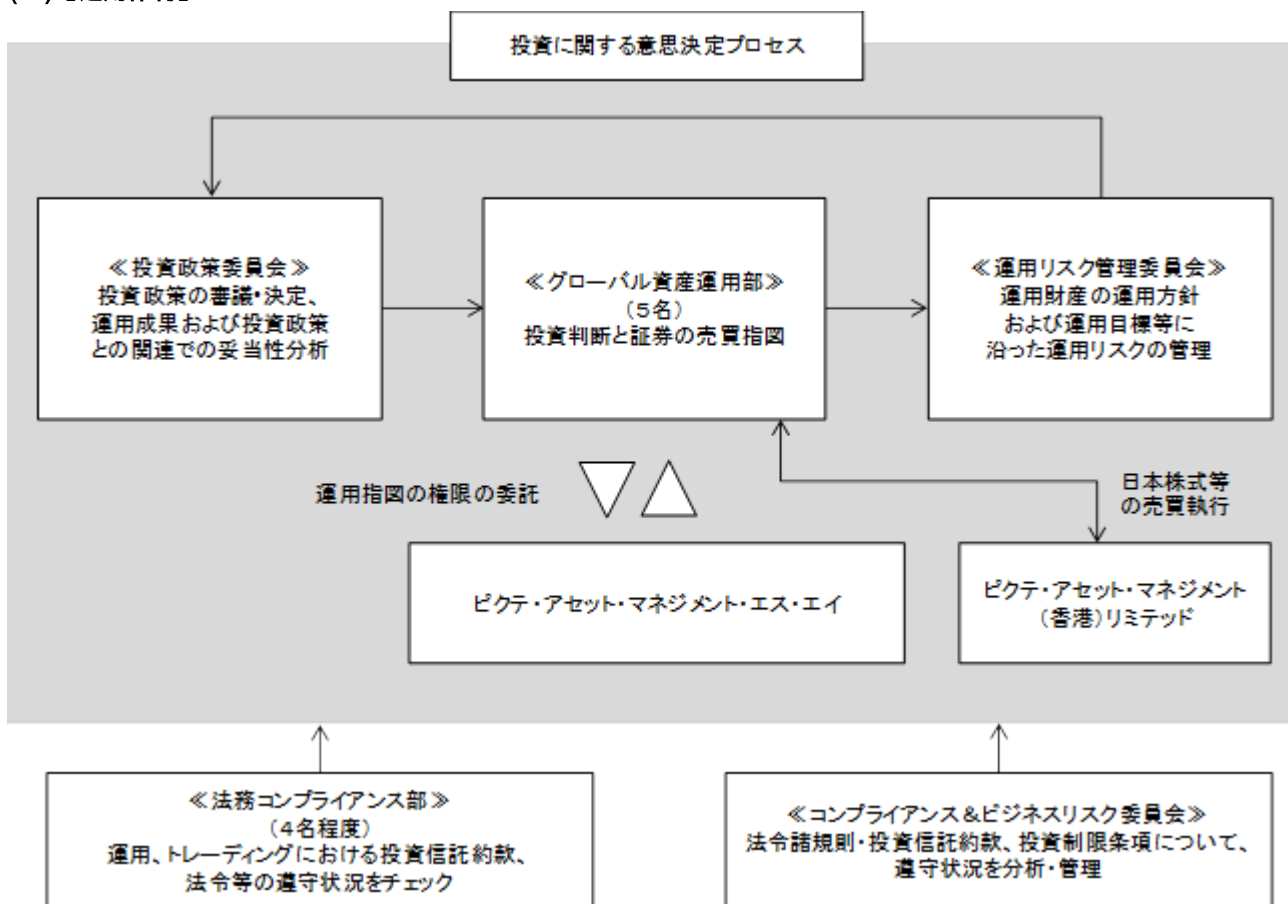 投資に関する意思決定プロセス
≪投資政策委員会≫
投資政策の審議・決定、
運用成果および投資政策
との関連での妥当性分析
≪グローバル資産運用部≫
(5名)
投資判断と証券の売買指図
≪運用リスク管理委員会≫
運用財産の運用方針
および運用目標等に
沿った運用リスクの管理
運用指図の権限の委託
日本株式等
の売買執行
ピクテ・アセット・マネジメント・エス・エイ
ピクテ・アセット・マネジメント
(香港)リミテッド
≪法務コンプライアンス部≫
(4名程度)
運用、トレーディングにおける投資信託約款、
法令等の遵守状況をチェック
≪コンプライアンス&ビジネスリスク委員会≫
法令諸規則・投資信託約款、投資制限条項について、
遵守状況を分析・管理